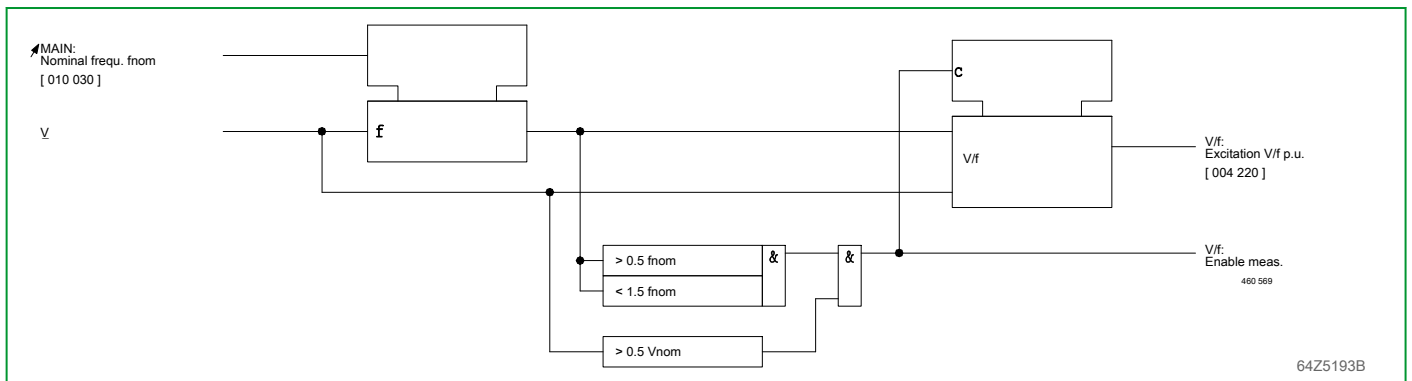 MAIN:
Nominal frequ. fnom
[ 010 030 ]
V
f
C
V/f
V/f:
Excitation V/f p.u.
[ 004 220 ]
> 0.5 fnom
&
&
< 1.5 fnom
V/f:
Enable meas.
460 569
> 0.5 Vnom
64Z5193B